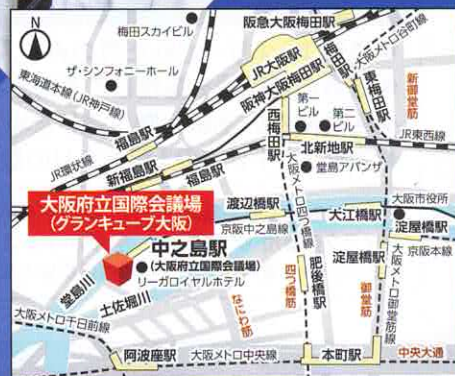 N
梅田スカイビル
阪急大阪梅田駅
大阪メトロ谷町線
JR大阪駅
梅田駅
ザ・シンフォニーホール
東海道本線(JR神戸線)
阪神大阪梅田駅
東梅田駅
新御堂筋
第一
ビル
第二
ビル
西梅田駅
福島駅
北新地駅
JR東西線
JR環状線
新福島駅
福島駅
堂島アバンザ
大阪メトロ四つ橋線
大阪府立国際会議場
(グランキューブ大阪)
渡辺橋駅
大江橋駅
大阪市役所
京阪中之島線
淀屋橋駅
中之島駅
(大阪府立国際会議場)
リーガロイヤルホテル
京阪本線
淀屋橋駅
堂島川
土佐堀川
肥後橋駅
四つ橋筋
御堂筋
なにわ筋
大阪メトロ御堂筋線
大阪メトロ千日前線
阿波座駅
大阪メトロ中央線
本町駅
中央大通